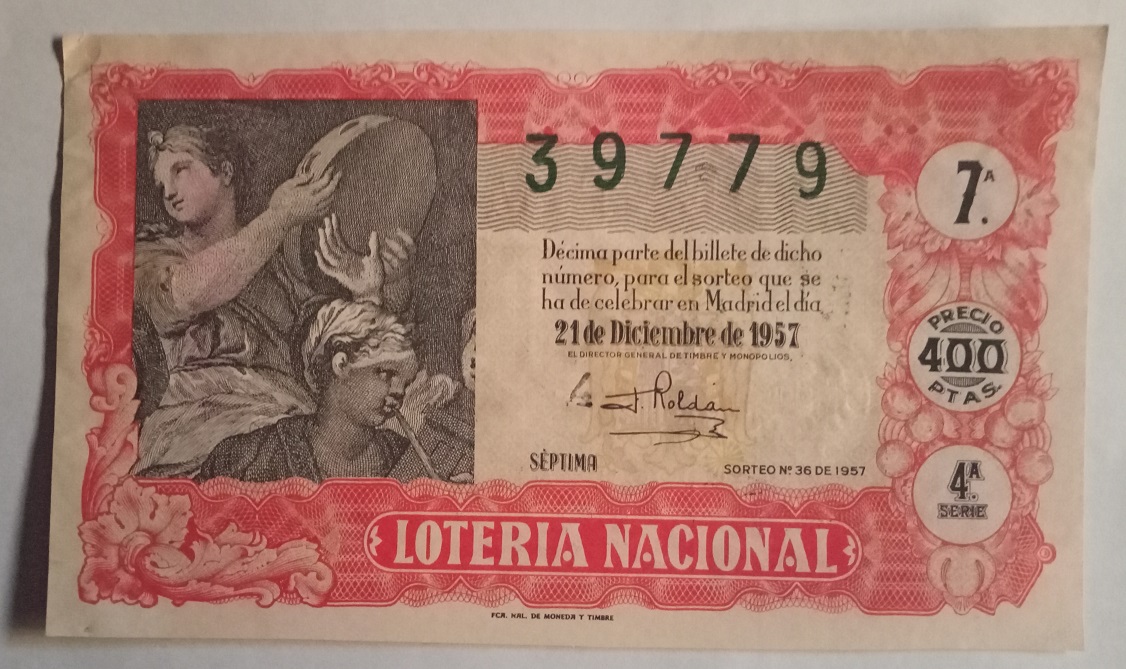 39779
7.ª
Décima parte del billete de dicho
número, para el sorteo que se
ha de celebrar en Madrid el día
21 de Diciembre de 1957
EL DIRECTOR GENERAL DE TIMBRE Y MONOPOLIOS,
F. Roldán
PRECIO
400
PTAS.
SÈPTIMA
SORTEO Nº 36 DE 1957
4.ª
SERIE
LOTERIA NACIONAL
FCA. NAL. DE MONEDA Y TIMBRE